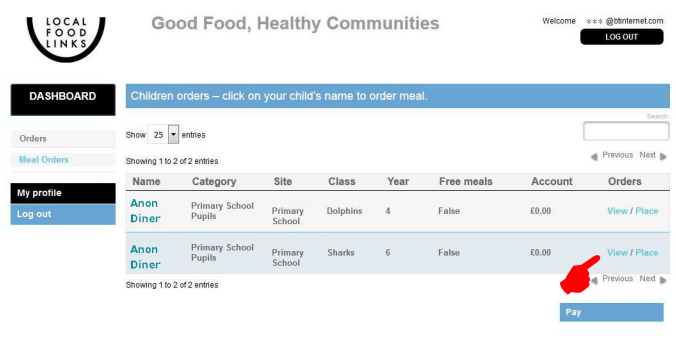 LOCAL
FOOD
LINKS
Good Food, Healthy Communities
Welcome *** @btinternet.com
LOG OUT
DASHBOARD
Children orders – click on your child's name to order meal.
Search
Orders
Show 25 entries
Meal Orders
Showing 1 to 2 of 2 entries
Previous Next
My profile
Log out
Name Category Site Class Year Free meals Account Orders
Anon Diner Primary School Pupils Primary School Dolphins 4 False £0.00 View / Place
Anon Diner Primary School Pupils Primary School Sharks 6 False £0.00 View / Place
Showing 1 to 2 of 2 entries
Previous Next
Pay